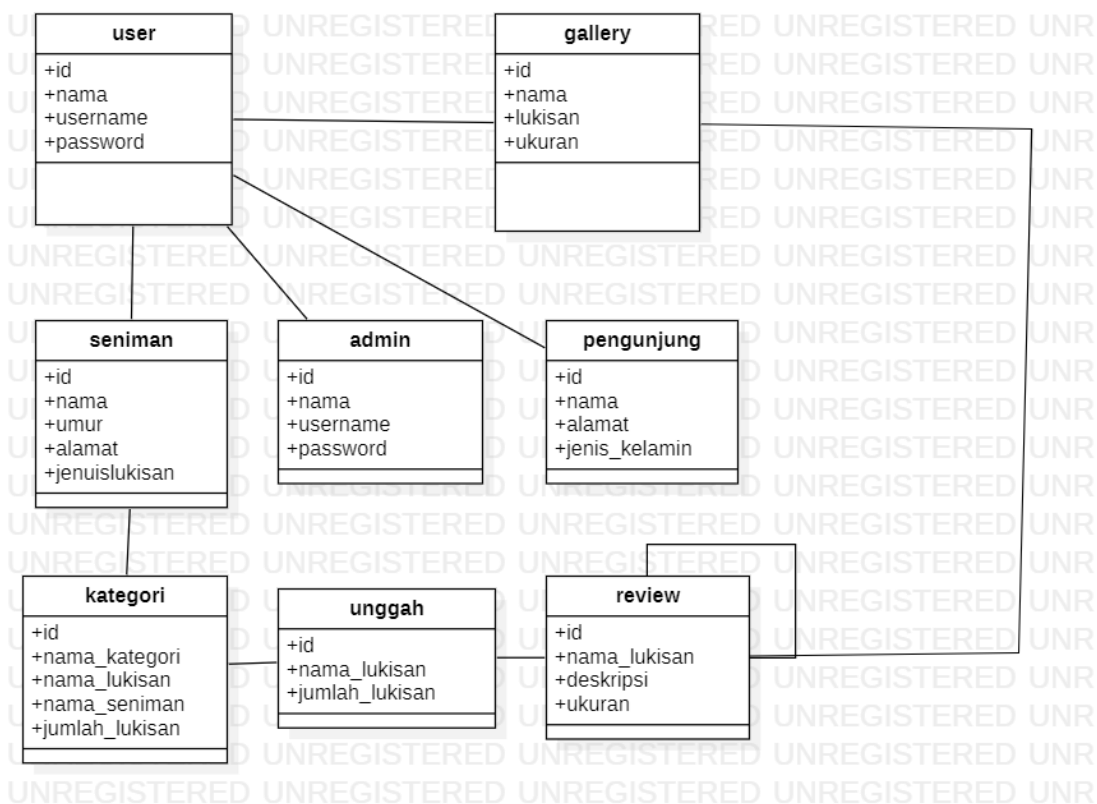 user
+id
+nama
+username
+password
gallery
+id
+nama
+lukisan
+ukuran
seniman
+id
+nama
+umur
+alamat
+jenuislukisan
admin
+id
+nama
+username
+password
pengunjung
+id
+nama
+alamat
+jenis_kelamin
kategori
+id
+nama_kategori
+nama_lukisan
+nama_seniman
+jumlah_lukisan
unggah
+id
+nama_lukisan
+jumlah_lukisan
review
+id
+nama_lukisan
+deskripsi
+ukuran
UNREGISTERED